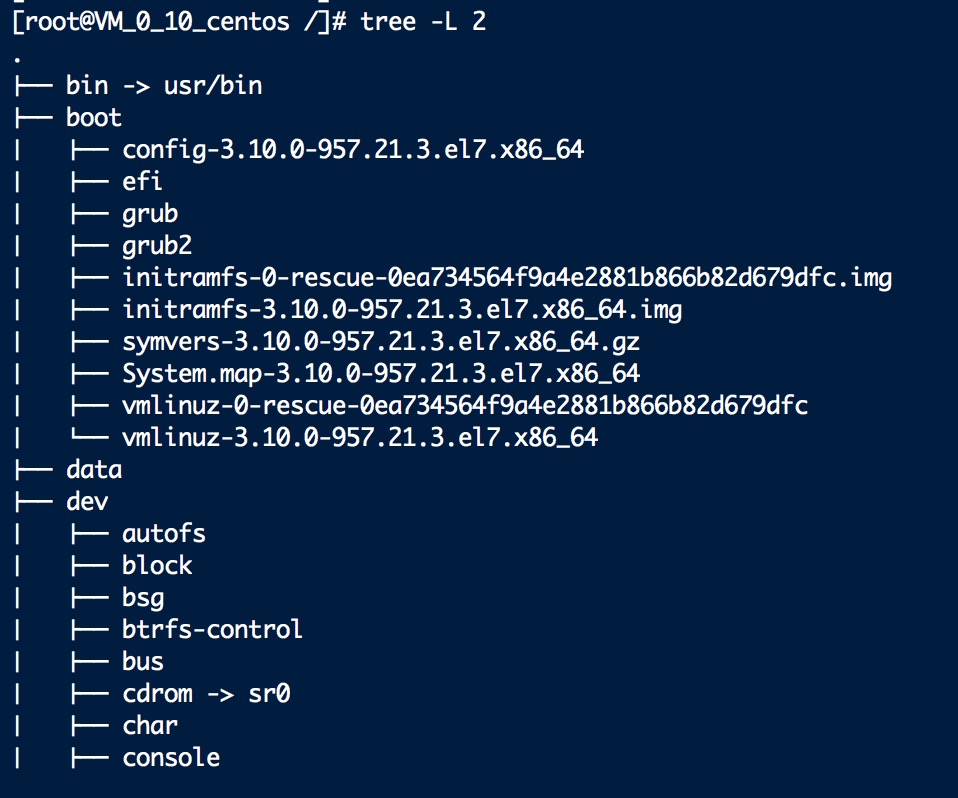 [root@VM_0_10_centos /]# tree -L 2
.
├── bin -> usr/bin
├── boot
|   ├── config-3.10.0-957.21.3.el7.x86_64
|   ├── efi
|   ├── grub
|   ├── grub2
|   ├── initramfs-0-rescue-0ea734564f9a4e2881b866b82d679dfc.img
|   ├── initramfs-3.10.0-957.21.3.el7.x86_64.img
|   ├── symvers-3.10.0-957.21.3.el7.x86_64.gz
|   ├── System.map-3.10.0-957.21.3.el7.x86_64
|   ├── vmlinuz-0-rescue-0ea734564f9a4e2881b866b82d679dfc
|   └── vmlinuz-3.10.0-957.21.3.el7.x86_64
├── data
├── dev
|   ├── autofs
|   ├── block
|   ├── bsg
|   ├── btrfs-control
|   ├── bus
|   ├── cdrom -> sr0
|   ├── char
|   ├── console